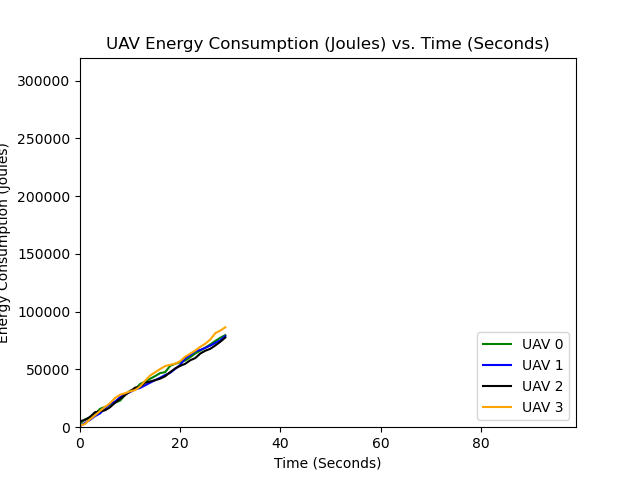 UAV Energy Consumption (Joules) vs. Time (Seconds)
Energy Consumption (Joules)
300000
250000
200000
150000
100000
50000
0
0 20 40 60 80
Time (Seconds)
UAV 0
UAV 1
UAV 2
UAV 3